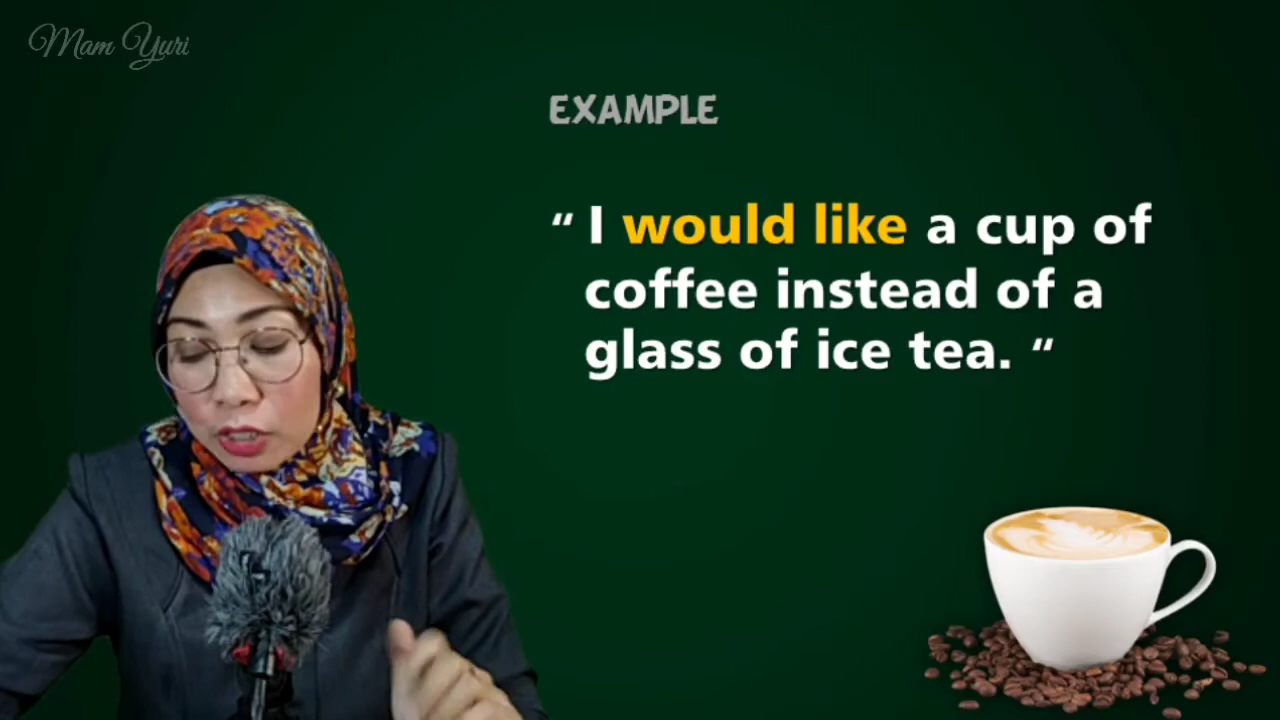 Mam Yuri
EXAMPLE
“ I would like a cup of
coffee instead of a
glass of ice tea. “